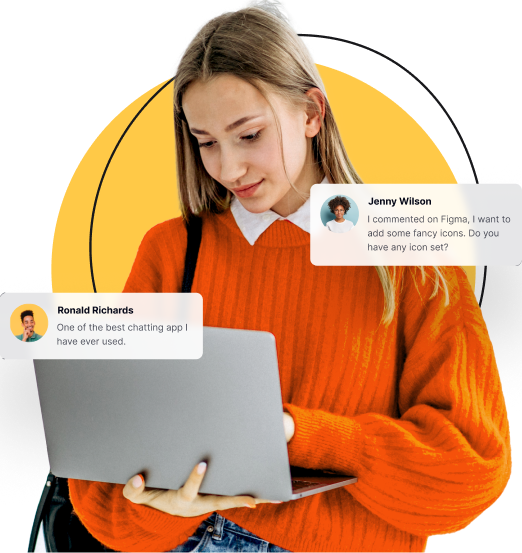 Jenny Wilson
I commented on Figma, I want to
add some fancy icons. Do you
have any icon set?
Ronald Richards
One of the best chatting app I
have ever used.